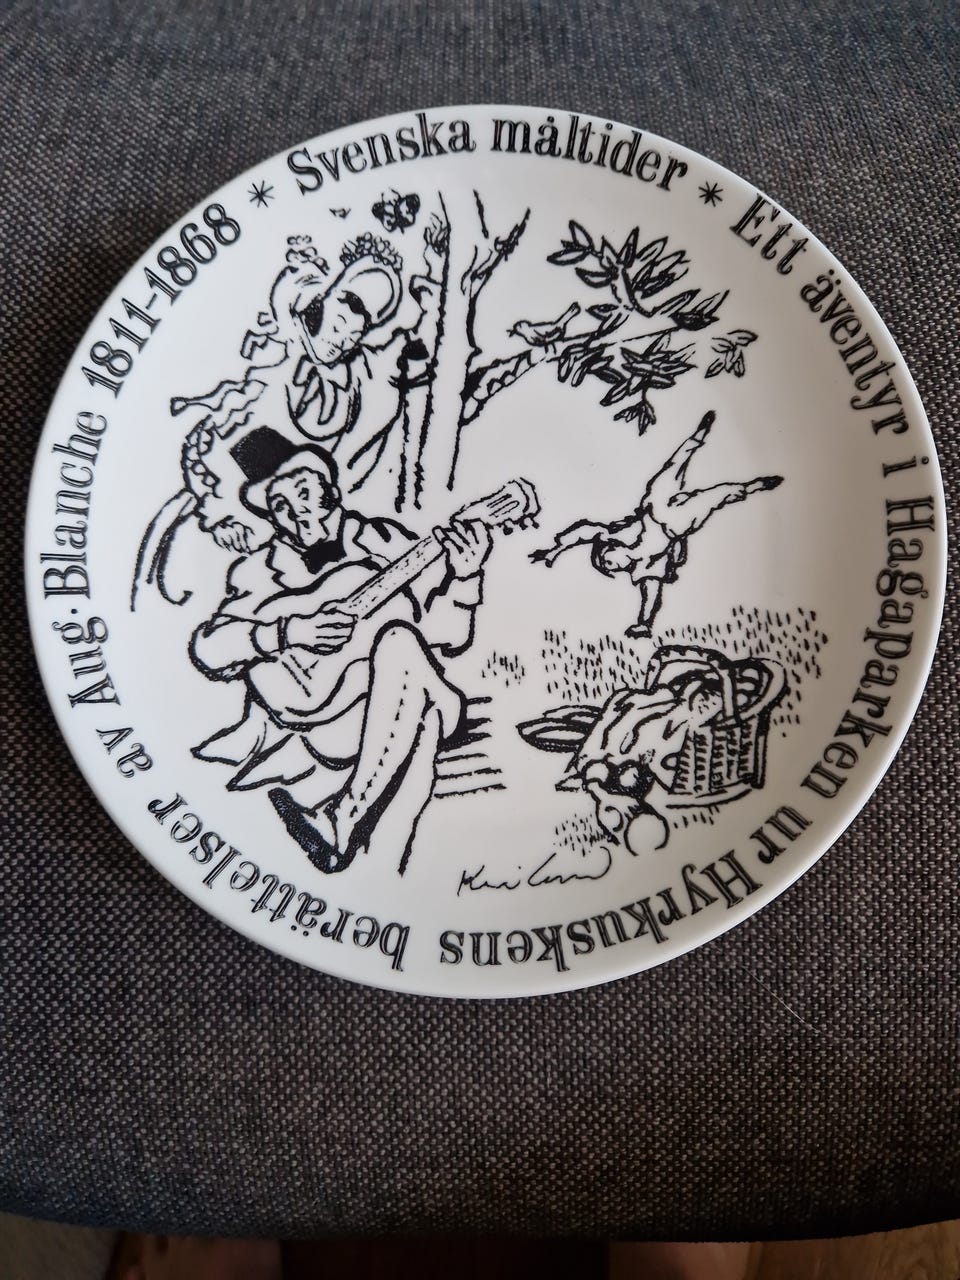 * Svenska måltider * Ett äventyr i Hagaparken ur Hyrkuskens berättelser av Aug. Blanche 1811-1868